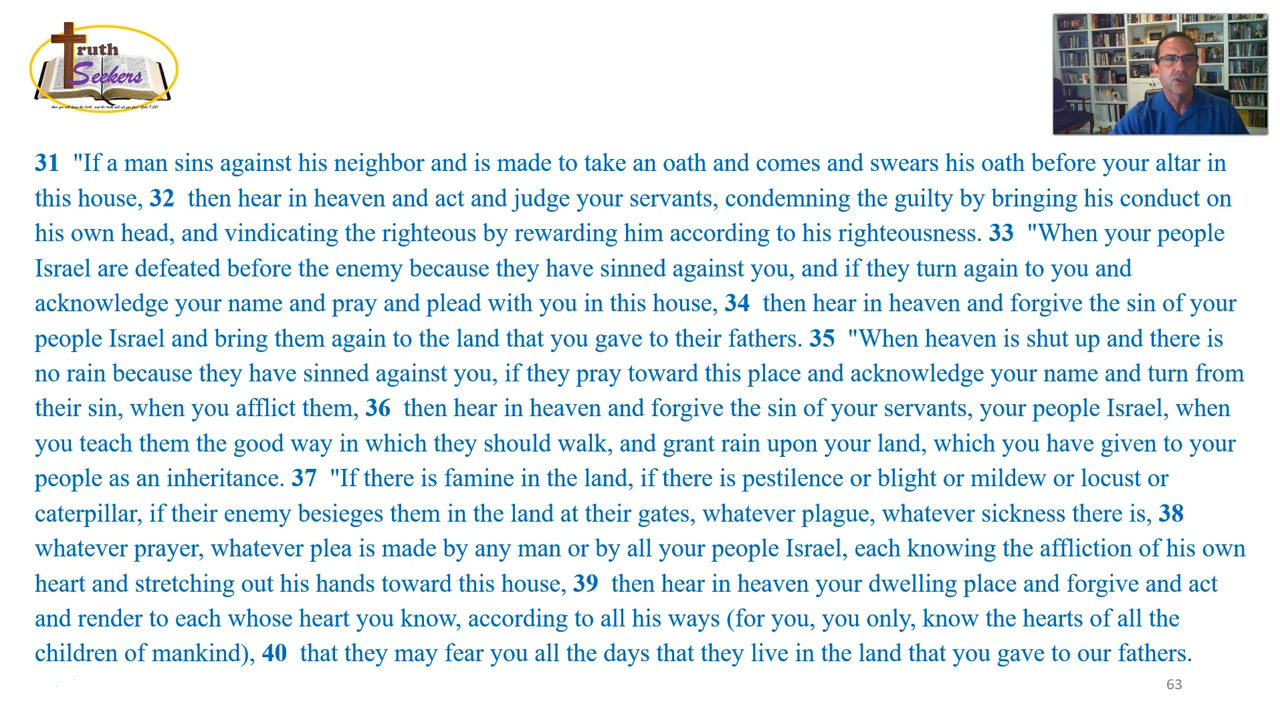 Truth
Seekers
31 "If a man sins against his neighbor and is made to take an oath and comes and swears his oath before your altar in
this house, 32 then hear in heaven and act and judge your servants, condemning the guilty by bringing his conduct on
his own head, and vindicating the righteous by rewarding him according to his righteousness. 33 "When your people
Israel are defeated before the enemy because they have sinned against you, and if they turn again to you and
acknowledge your name and pray and plead with you in this house, 34 then hear in heaven and forgive the sin of your
people Israel and bring them again to the land that you gave to their fathers. 35 "When heaven is shut up and there is
no rain because they have sinned against you, if they pray toward this place and acknowledge your name and turn from
their sin, when you afflict them, 36 then hear in heaven and forgive the sin of your servants, your people Israel, when
you teach them the good way in which they should walk, and grant rain upon your land, which you have given to your
people as an inheritance. 37 "If there is famine in the land, if there is pestilence or blight or mildew or locust or
caterpillar, if their enemy besieges them in the land at their gates, whatever plague, whatever sickness there is, 38
whatever prayer, whatever plea is made by any man or by all your people Israel, each knowing the affliction of his own
heart and stretching out his hands toward this house, 39 then hear in heaven your dwelling place and forgive and act
and render to each whose heart you know, according to all his ways (for you, you only, know the hearts of all the
children of mankind), 40 that they may fear you all the days that they live in the land that you gave to our fathers.
63